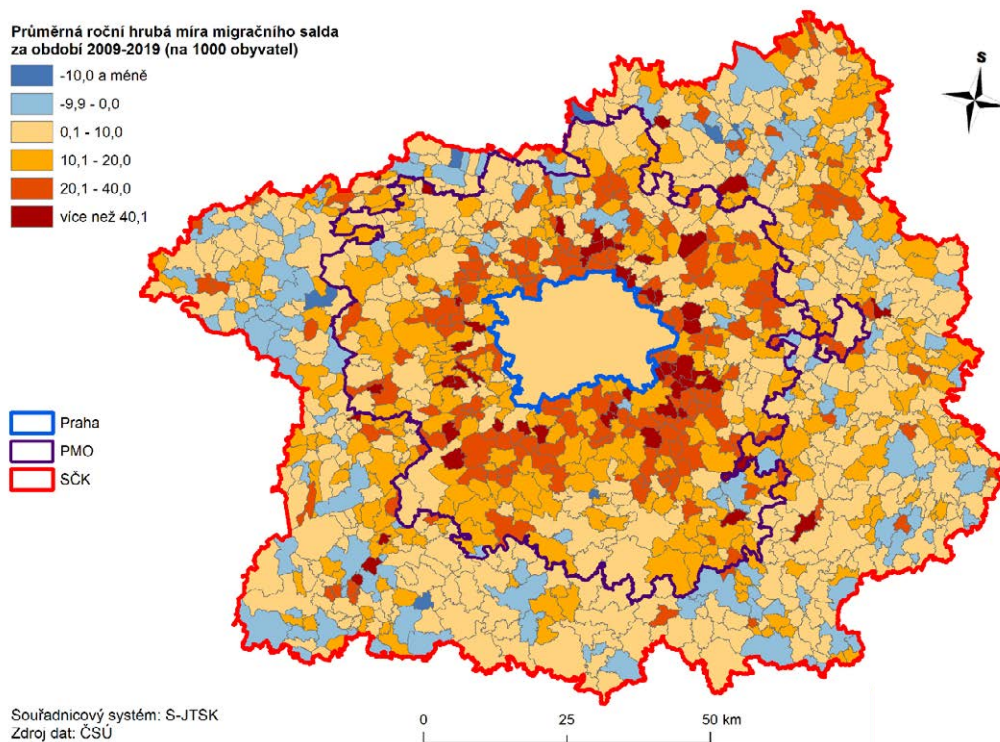 Průměrná roční hrubá míra migračního salda
za období 2009-2019 (na 1000 obyvatel)
-10,0 a méně
-9,9 - 0,0
0,1 - 10,0
10,1 - 20,0
20,1 - 40,0
více než 40,1
S
Praha
PMO
SČK
Souřadnicový systém: S-JTSK
Zdroj dat: ČSÚ
0 25 50 km